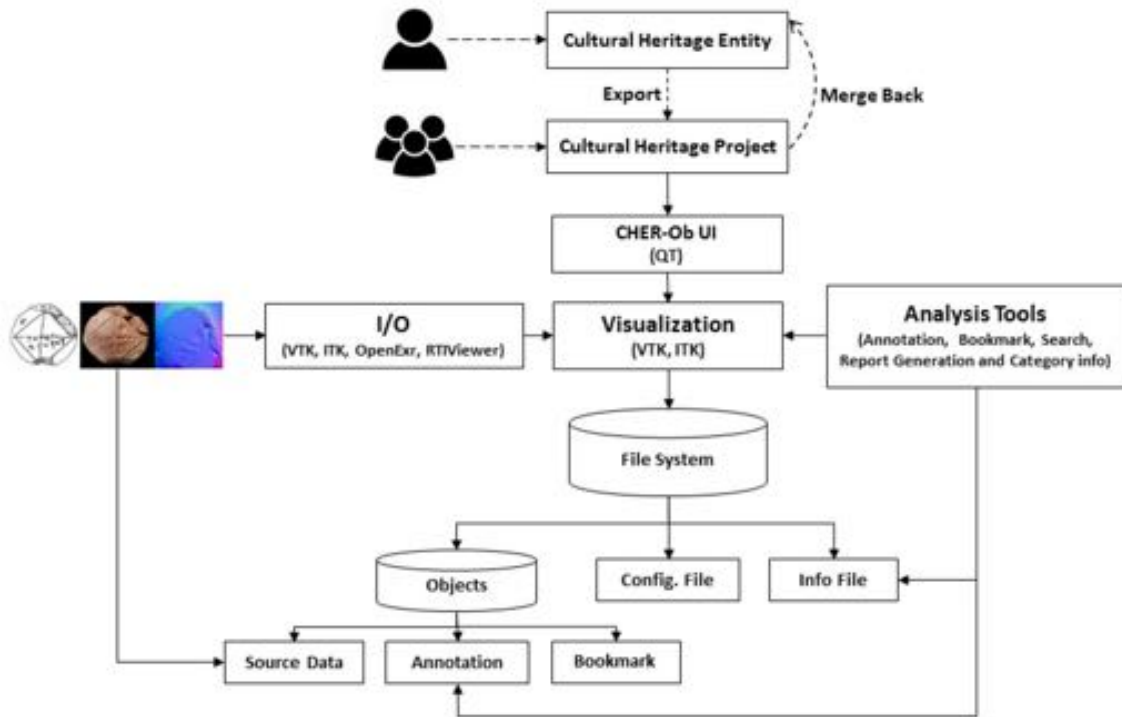 Cultural Heritage Entity
Export
Merge Back
Cultural Heritage Project
CHER-Ob UI
(QT)
I/O
(VTK, ITK, OpenExr, RTIViewer)
Visualization
(VTK, ITK)
Analysis Tools
(Annotation, Bookmark, Search,
Report Generation and Category info)
File System
Objects
Config. File
Info File
Source Data
Annotation
Bookmark